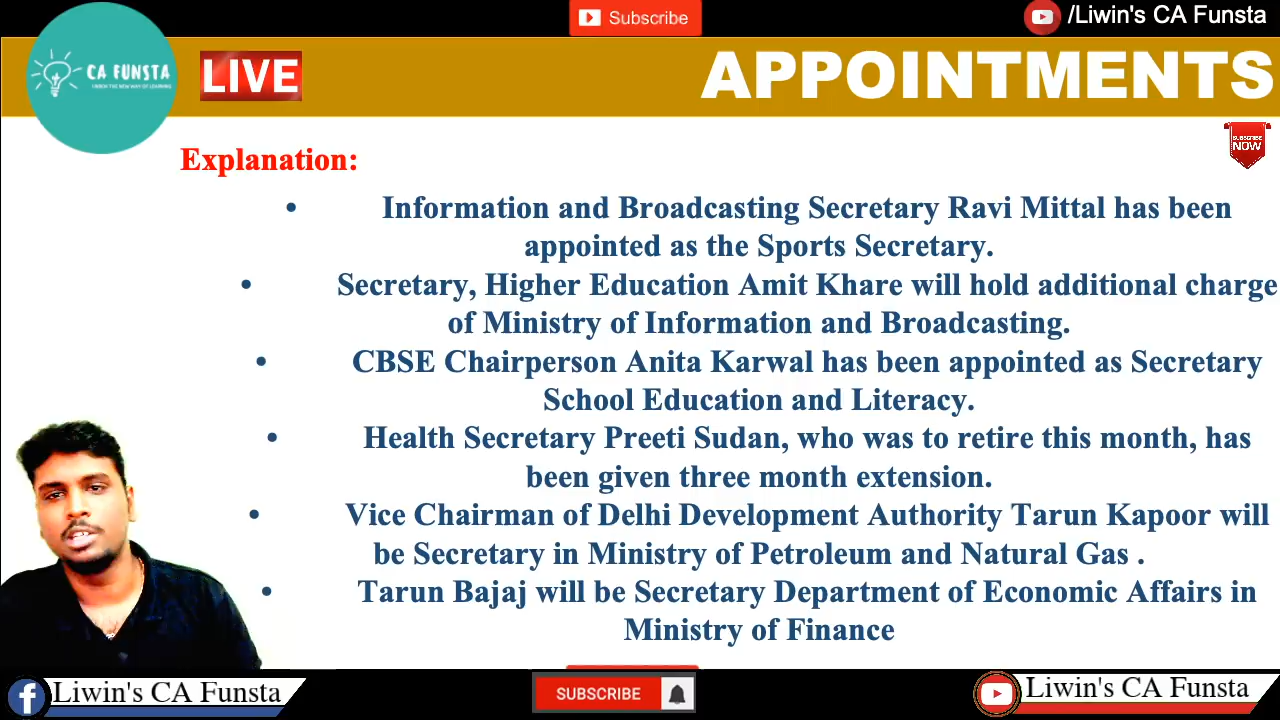 Subscribe
/Liwin's CA Funsta
CA FUNSTA
LIVE
APPOINTMENTS
SUBSCRIBE
NOW
Explanation:
• Information and Broadcasting Secretary Ravi Mittal has been
appointed as the Sports Secretary.
• Secretary, Higher Education Amit Khare will hold additional charge
of Ministry of Information and Broadcasting.
• CBSE Chairperson Anita Karwal has been appointed as Secretary
School Education and Literacy.
• Health Secretary Preeti Sudan, who was to retire this month, has
been given three month extension.
• Vice Chairman of Delhi Development Authority Tarun Kapoor will
be Secretary in Ministry of Petroleum and Natural Gas .
• Tarun Bajaj will be Secretary Department of Economic Affairs in
Ministry of Finance
Liwin's CA Funsta
SUBSCRIBE
Liwin's CA Funsta